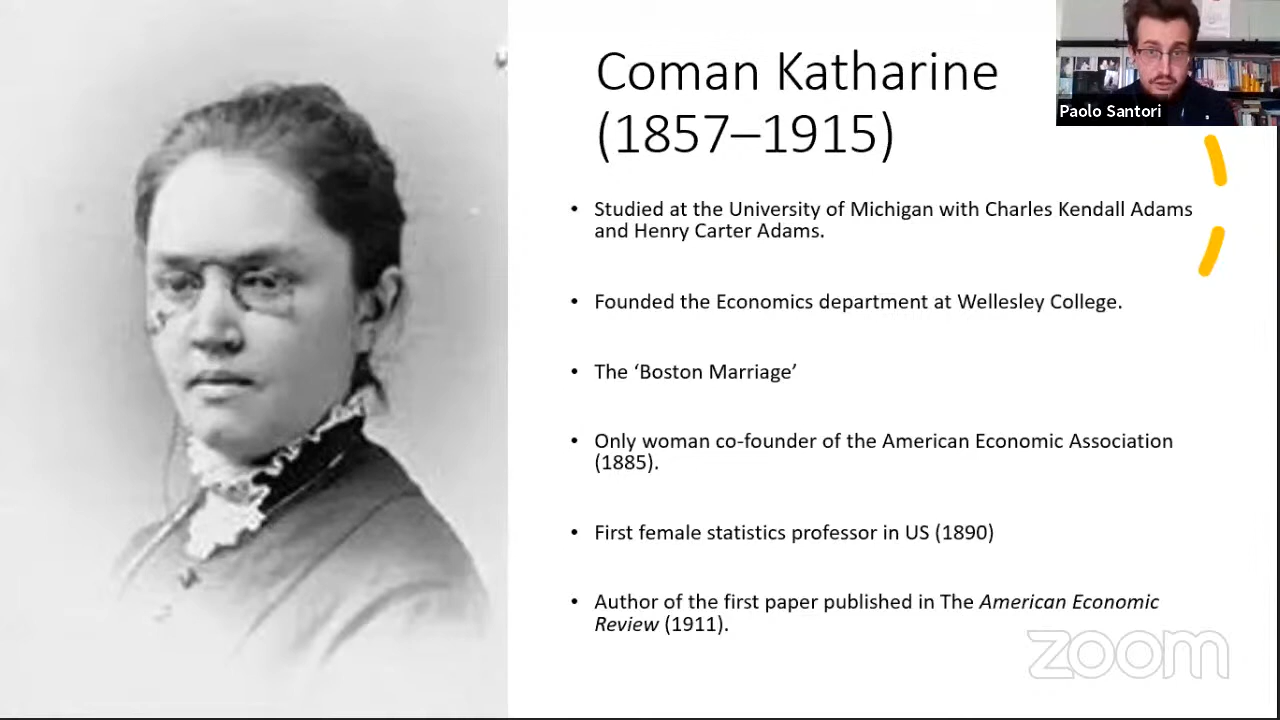 Coman Katharine
(1857–1915)
Paolo Santori
• Studied at the University of Michigan with Charles Kendall Adams
and Henry Carter Adams.
• Founded the Economics department at Wellesley College.
• The ‘Boston Marriage’
• Only woman co-founder of the American Economic Association
(1885).
• First female statistics professor in US (1890)
• Author of the first paper published in The American Economic
Review (1911).
zoom